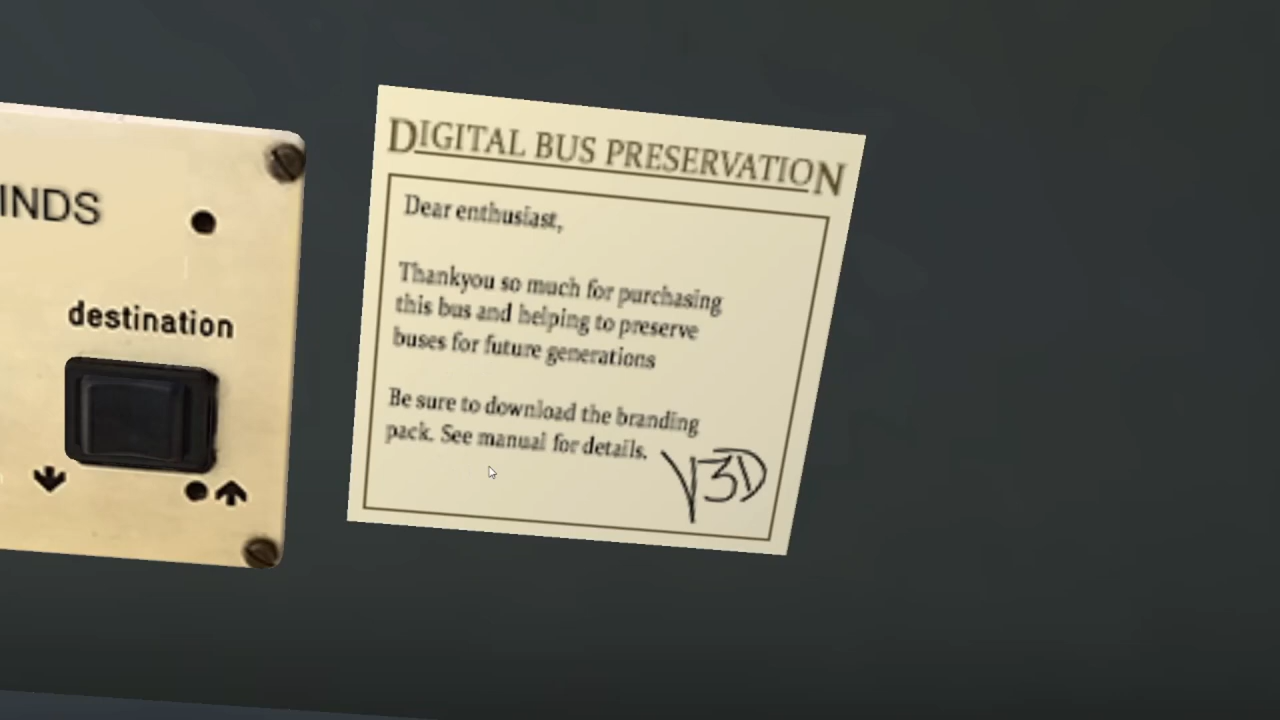 INDS
destination
DIGITAL BUS PRESERVATION
Dear enthusiast,
Thankyou so much for purchasing
this bus and helping to preserve
buses for future generations
Be sure to download the branding
pack. See manual for details.
V3D